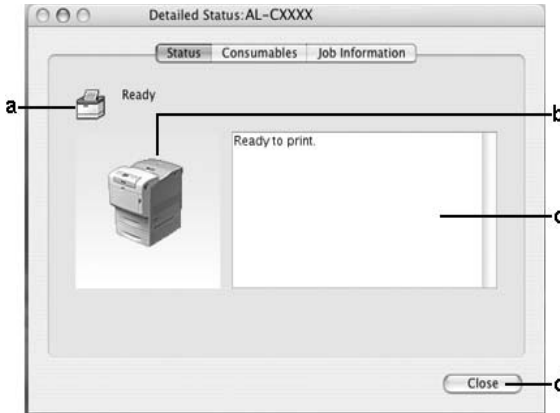 Detailed Status:AL-CXXXX
Status Consumables Job Information
a
Ready
b
Ready to print.
c
Close
d